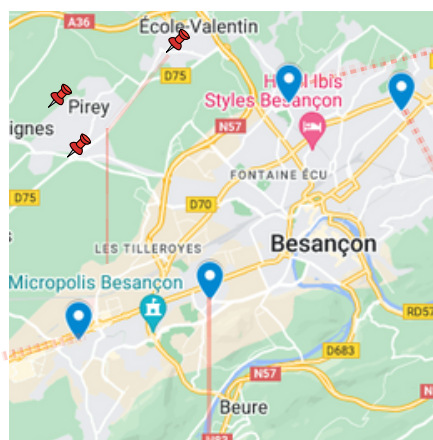 A36
École-Valentin
D75
Hôtel Ibis
Styles Besançon
Pirey
ignes
N57
FONTAINE ÉCU
D75
D70
LES TILLEROYES
Besançon
Micropolis Besançon
RD57
D683
N57
Beure
N83
N